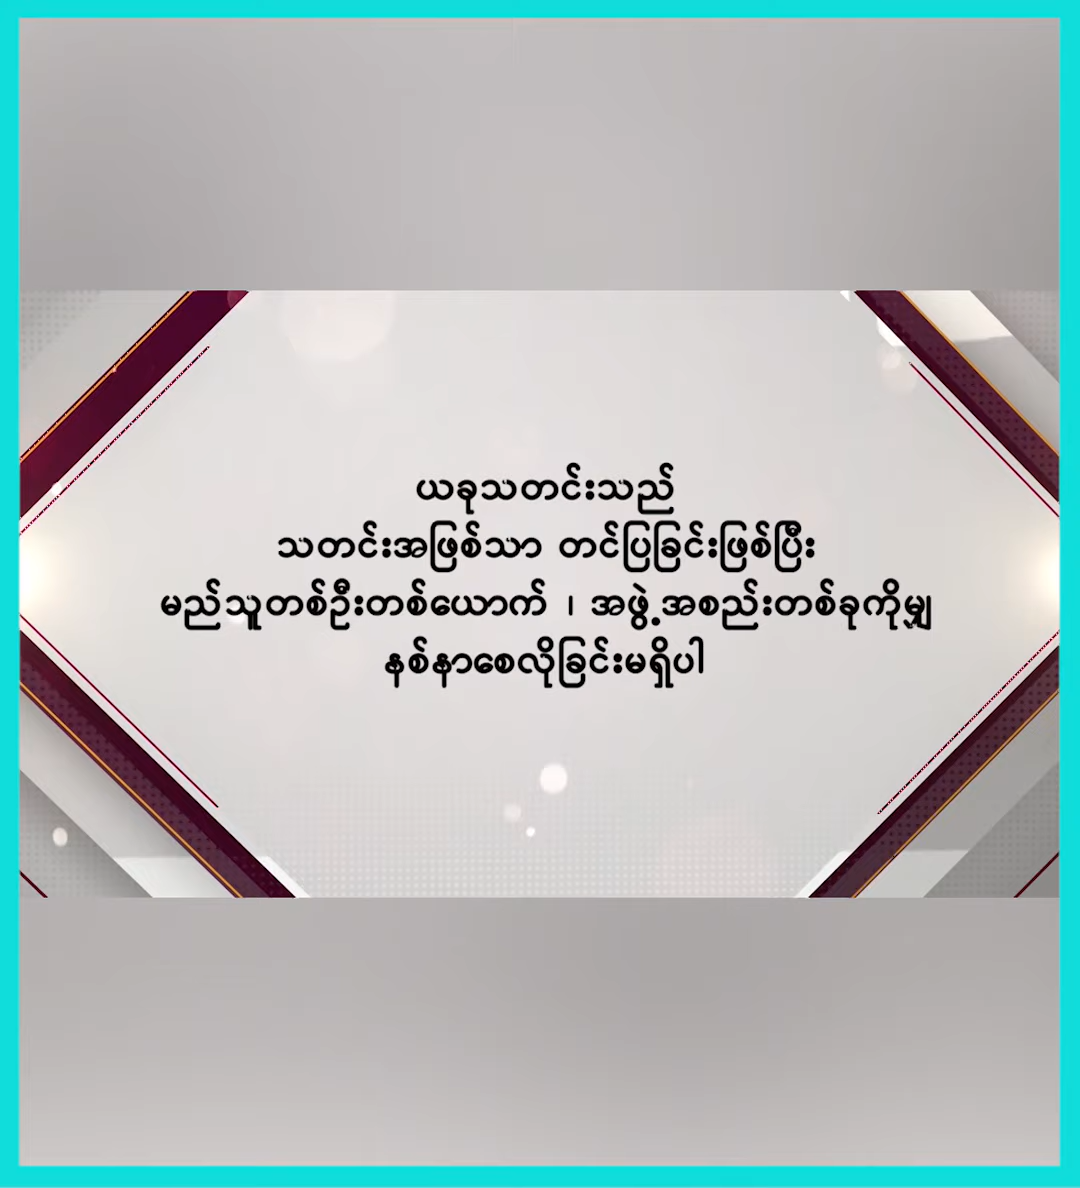 ယခုသတင်းသည်
သတင်းအဖြစ်သာ တင်ပြခြင်းဖြစ်ပြီး
မည်သူတစ်ဦးတစ်ယောက် ၊ အဖွဲ့အစည်းတစ်ခုကိုမျှ
နစ်နာစေလိုခြင်းမရှိပါ